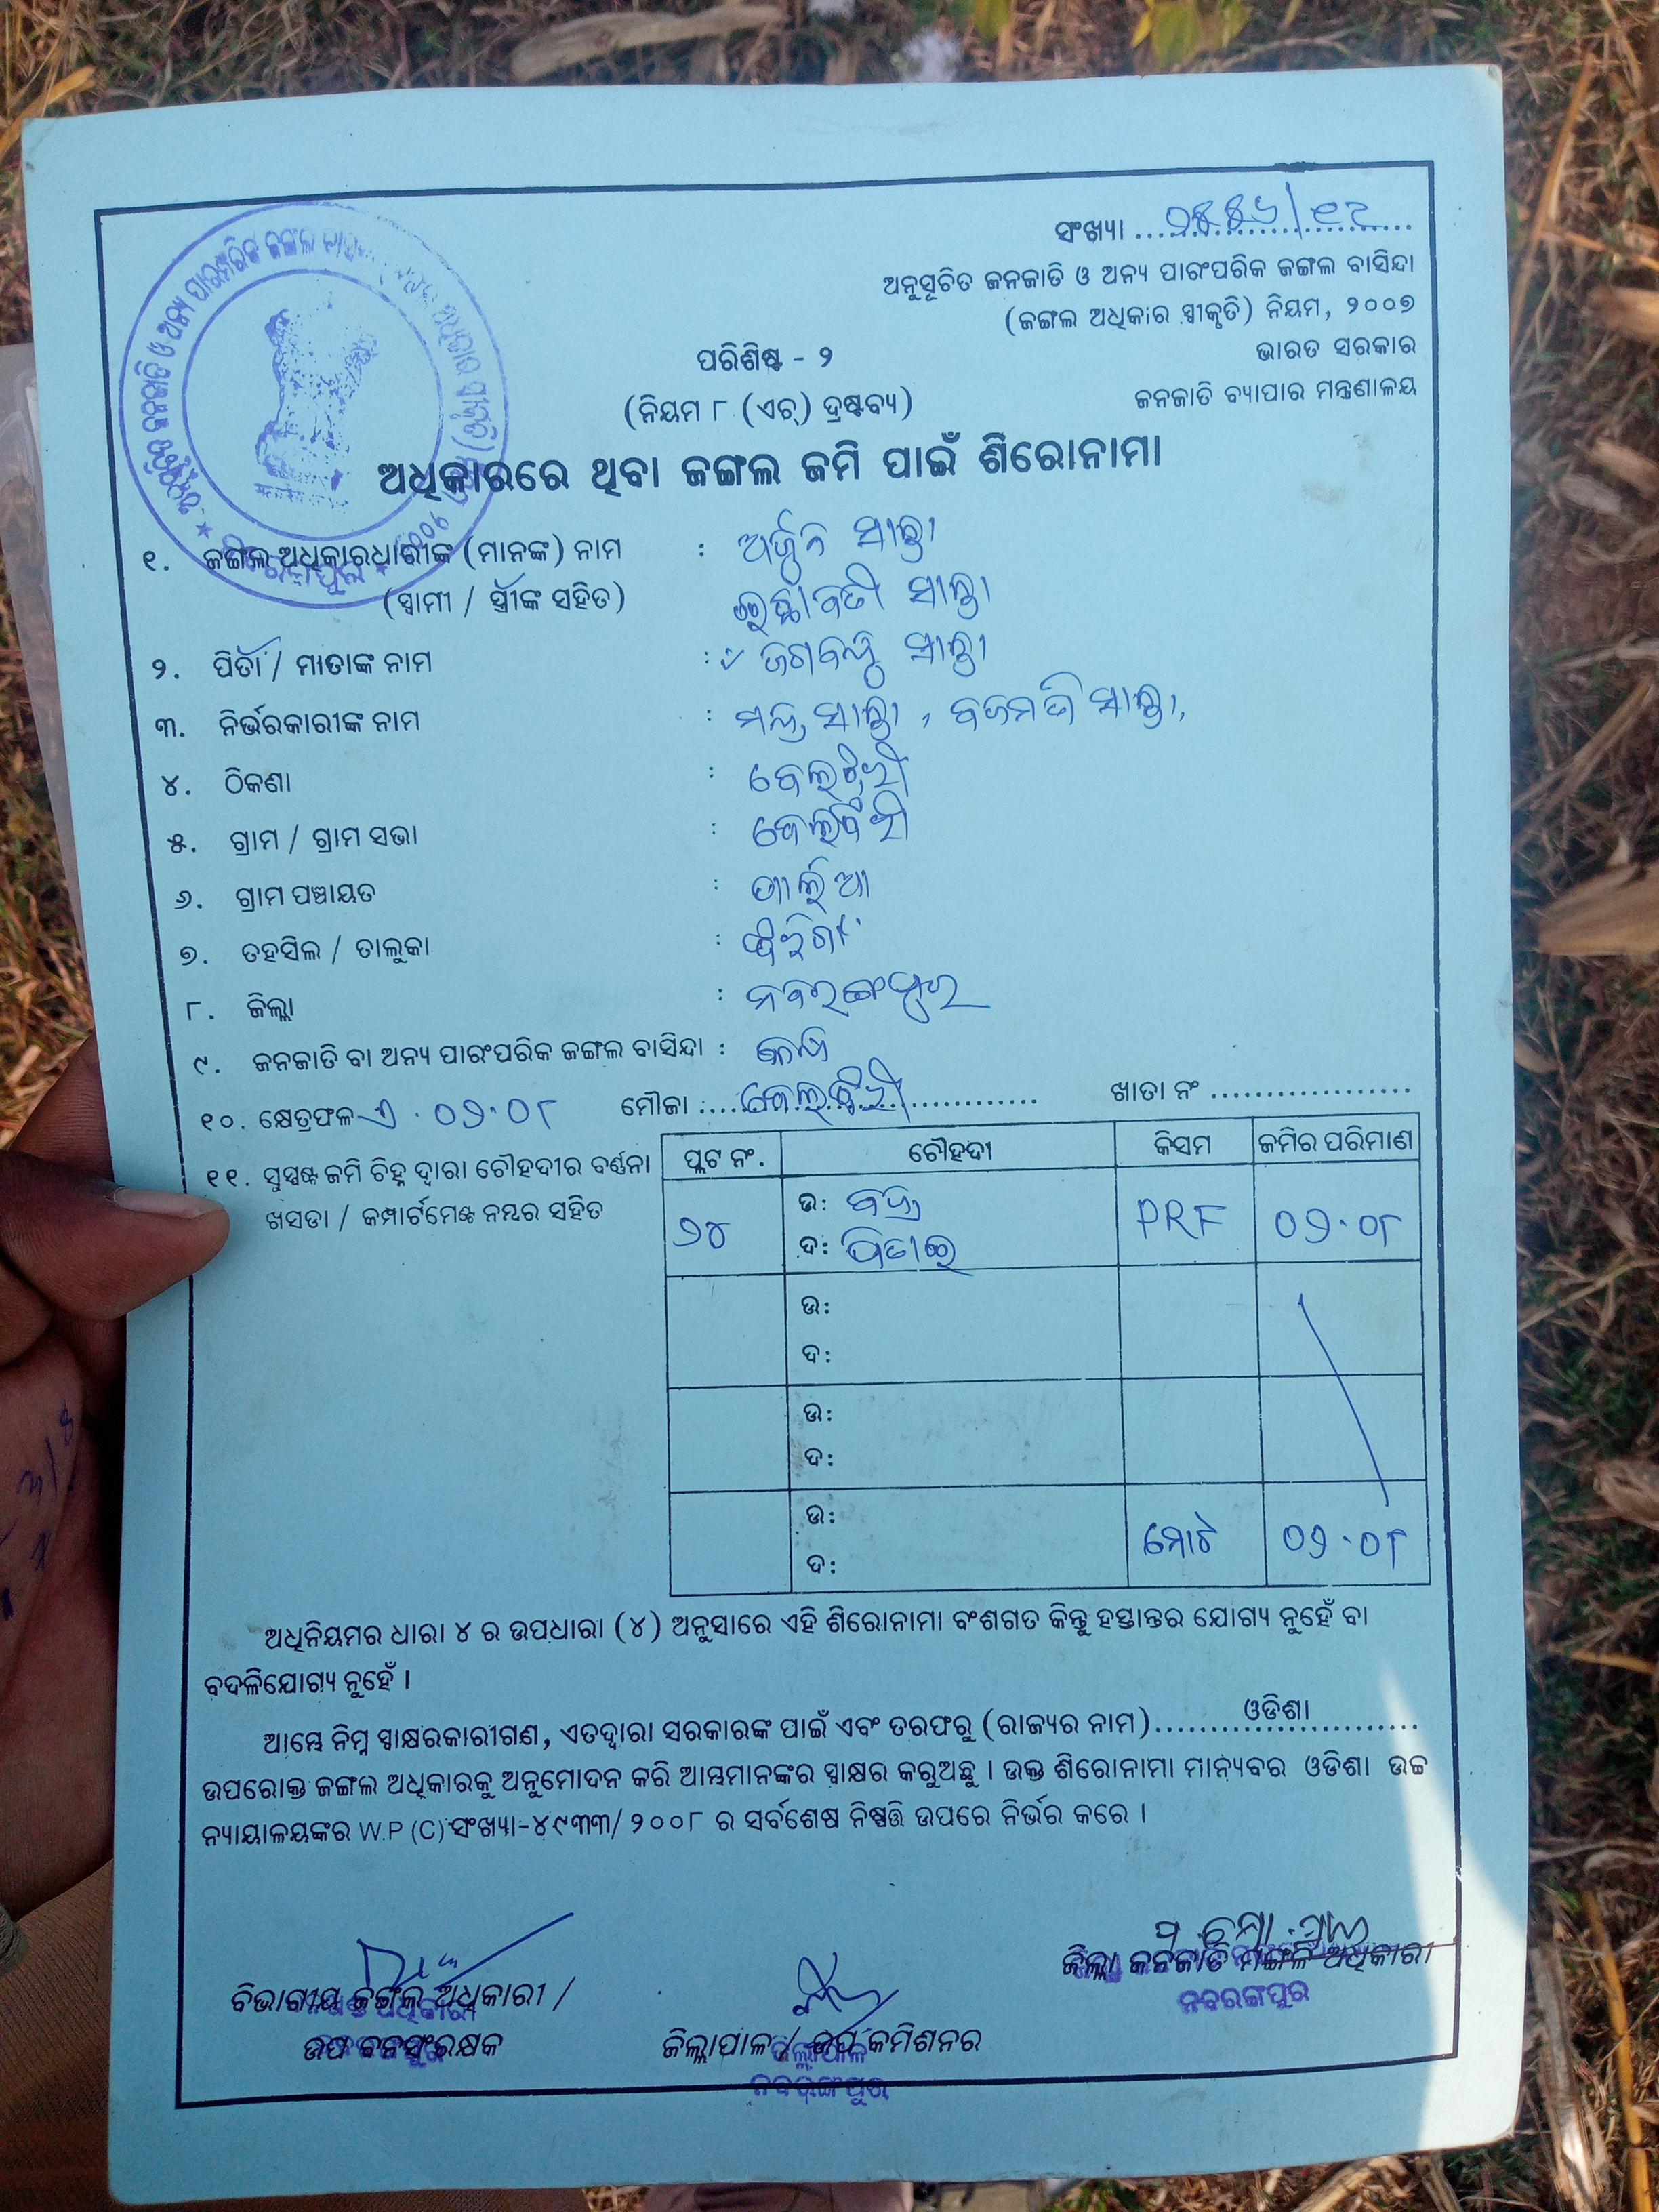 ସଂଖ୍ୟା
ଅନୁସୂଚିତ ଜନଜାତି ଓ ଅନ୍ୟ ପାରଂପରିକ ଜଙ୍ଗଲ ବାସିନ୍ଦା
(ଜଙ୍ଗଲ ଅଧିକାର ସ୍ୱୀକୃତି) ନିୟମ, ୨୦୦୭
ଭାରତ ସରକାର
ଜନଜାତି ବ୍ୟାପାର ମନ୍ତ୍ରଣାଳୟ
ପରିଶିଷ୍ଟ - ୨
(ନିୟମ ୮ (ଏଚ୍) ଦ୍ରଷ୍ଟବ୍ୟ)
ଅଧିକାରରେ ଥିବା ଜଙ୍ଗଲ ଜମି ପାଇଁ ଶିରୋନାମା
୧. ଜଙ୍ଗଲ ଅଧିକାରଧାରୀଙ୍କ (ମାନଙ୍କ) ନାମ : ଅର୍ଜୁନ
(ସ୍ୱାମୀ / ସ୍ତ୍ରୀଙ୍କ ସହିତ)
୨. ପିତା / ମାତାଙ୍କ ନାମ : ଜଗବନ୍ଧୁ
୩. ନିର୍ଭରକାରୀଙ୍କ ନାମ :
୪. ଠିକଣା :
୫. ଗ୍ରାମ / ଗ୍ରାମ ସଭା :
୬. ଗ୍ରାମ ପଞ୍ଚାୟତ :
୭. ତହସିଲ / ତାଲୁକା :
୮. ଜିଲ୍ଲା : ନବରଙ୍ଗପୁର
୯. ଜନଜାତି ବା ଅନ୍ୟ ପାରଂପରିକ ଜଙ୍ଗଲ ବାସିନ୍ଦା :
୧୦. କ୍ଷେତ୍ରଫଳ ଏ. ୦୨.୦୮ ମୌଜା : ଖାତା ନଂ
୧୧. ସୁସ୍ପଷ୍ଟ ଜମି ଚିହ୍ନ ଦ୍ୱାରା ଚୌହଦୀର ବର୍ଣ୍ଣନା
ଖସଡା / କମ୍ପାର୍ଟମେଣ୍ଟ ନମ୍ବର ସହିତ
ପ୍ଲଟ ନଂ. ଚୌହଦୀ କିସମ ଜମିର ପରିମାଣ
୨୪ ଉ: PRF ୦୨.୦୮
ଦ:
ଉ:
ଦ:
ଉ:
ଦ:
ଉ: ମୋଟ ୦୨.୦୮
ଦ:
ଅଧିନିୟମର ଧାରା ୪ ର ଉପଧାରା (୪) ଅନୁସାରେ ଏହି ଶିରୋନାମା ବଂଶଗତ କିନ୍ତୁ ହସ୍ତାନ୍ତର ଯୋଗ୍ୟ ନୁହେଁ ବା
ବଦଳିଯୋଗ୍ୟ ନୁହେଁ ।
ଆମ୍ଭେ ନିମ୍ନ ସ୍ୱାକ୍ଷରକାରୀଗଣ, ଏତଦ୍ୱାରା ସରକାରଙ୍କ ପାଇଁ ଏବଂ ତରଫରୁ (ରାଜ୍ୟର ନାମ) ଓଡିଶା
ଉପରୋକ୍ତ ଜଙ୍ଗଲ ଅଧିକାରକୁ ଅନୁମୋଦନ କରି ଆମ୍ଭମାନଙ୍କର ସ୍ୱାକ୍ଷର କରୁଅଛୁ । ଉକ୍ତ ଶିରୋନାମା ମାନ୍ୟବର ଓଡିଶା ଉଚ୍ଚ
ନ୍ୟାୟାଳୟଙ୍କର W.P (C) ସଂଖ୍ୟା-୪୯୩୩/୨୦୦୮ ର ସର୍ବଶେଷ ନିଷ୍ପତ୍ତି ଉପରେ ନିର୍ଭର କରେ ।
ଜିଲ୍ଲା ଜନଜାତି ମଙ୍ଗଳ ଅଧିକାରୀ
ନବରଙ୍ଗପୁର
ବିଭାଗୀୟ ଜଙ୍ଗଲ ଅଧିକାରୀ /
ଉପ ବନସଂରକ୍ଷକ ଜିଲ୍ଲାପାଳ / ଉପ କମିଶନର
ଜିଲ୍ଲାପାଳ
ନବରଙ୍ଗପୁର